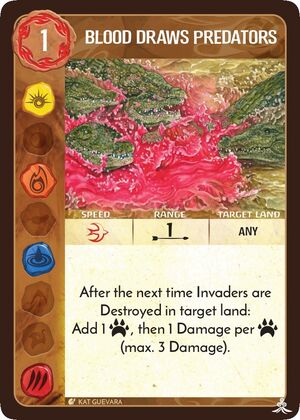 1
BLOOD DRAWS PREDATORS
SPEED
RANGE
TARGET LAND
1
ANY
After the next time Invaders are
Destroyed in target land:
Add 1 , then 1 Damage per
(max. 3 Damage).
KAT GUEVARA